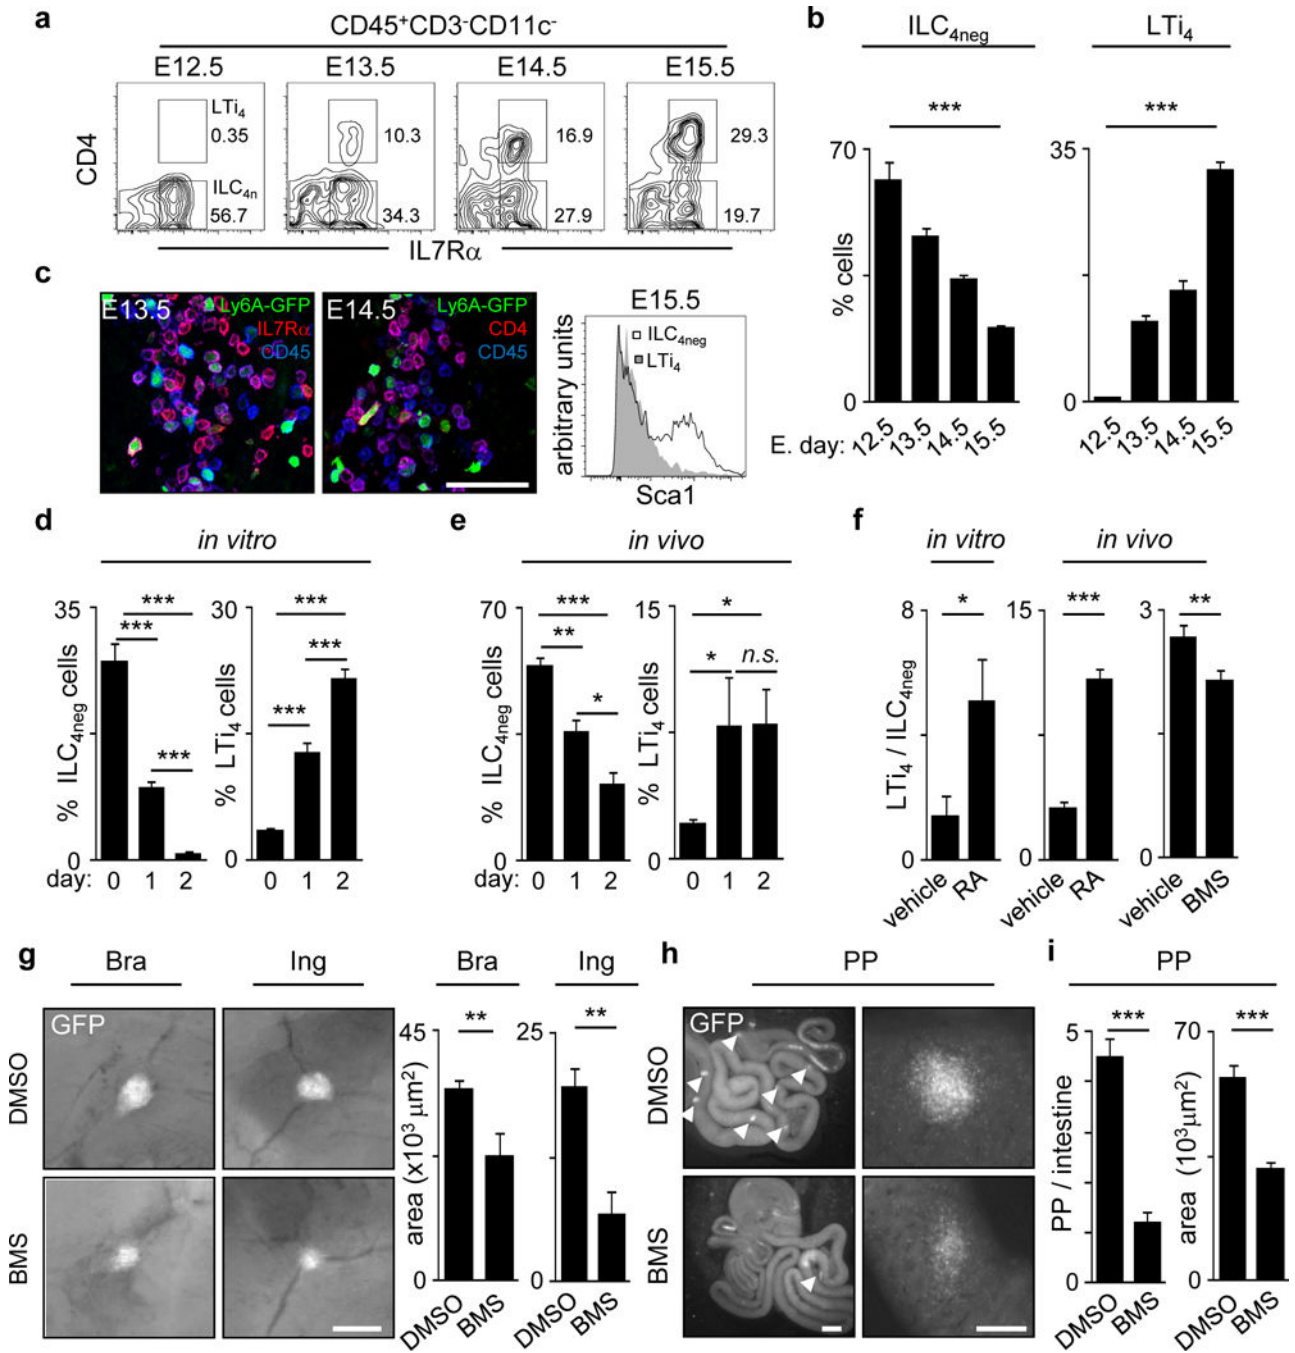 a
CD45⁺CD3⁻CD11c⁻
E12.5 E13.5 E14.5 E15.5
LTi₄
0.35 10.3 16.9 29.3
ILC₄ₙ
56.7 34.3 27.9 19.7
CD4
IL7Rα
b
ILC₄neg LTi₄
*** ***
70 35
% cells
0 0
E. day: 12.5 13.5 14.5 15.5 12.5 13.5 14.5 15.5
c
E13.5 Ly6A-GFP
IL7Rα
CD45
E14.5 Ly6A-GFP
CD4
CD45
E15.5
ILC₄neg
LTi₄
arbitrary units
Sca1
d
in vitro
35 *** *** ***
% ILC₄neg cells
0
30 *** *** ***
% LTi₄ cells
0
day: 0 1 2 0 1 2
e
in vivo
70 *** ** *
% ILC₄neg cells
0
15 * * n.s.
% LTi₄ cells
0
day: 0 1 2 0 1 2
f
in vitro in vivo
8 * 15 *** 3 **
LTi₄ / ILC₄neg
0 0 0
vehicle RA vehicle RA vehicle BMS
g
Bra Ing Bra Ing
GFP
DMSO
BMS
45 ** 25 **
area (x10³ μm²)
0 0
DMSO BMS DMSO BMS
h
PP
GFP
DMSO
BMS
i
PP
5 *** 70 ***
PP / intestine
area (10³μm²)
0 0
DMSO BMS DMSO BMS